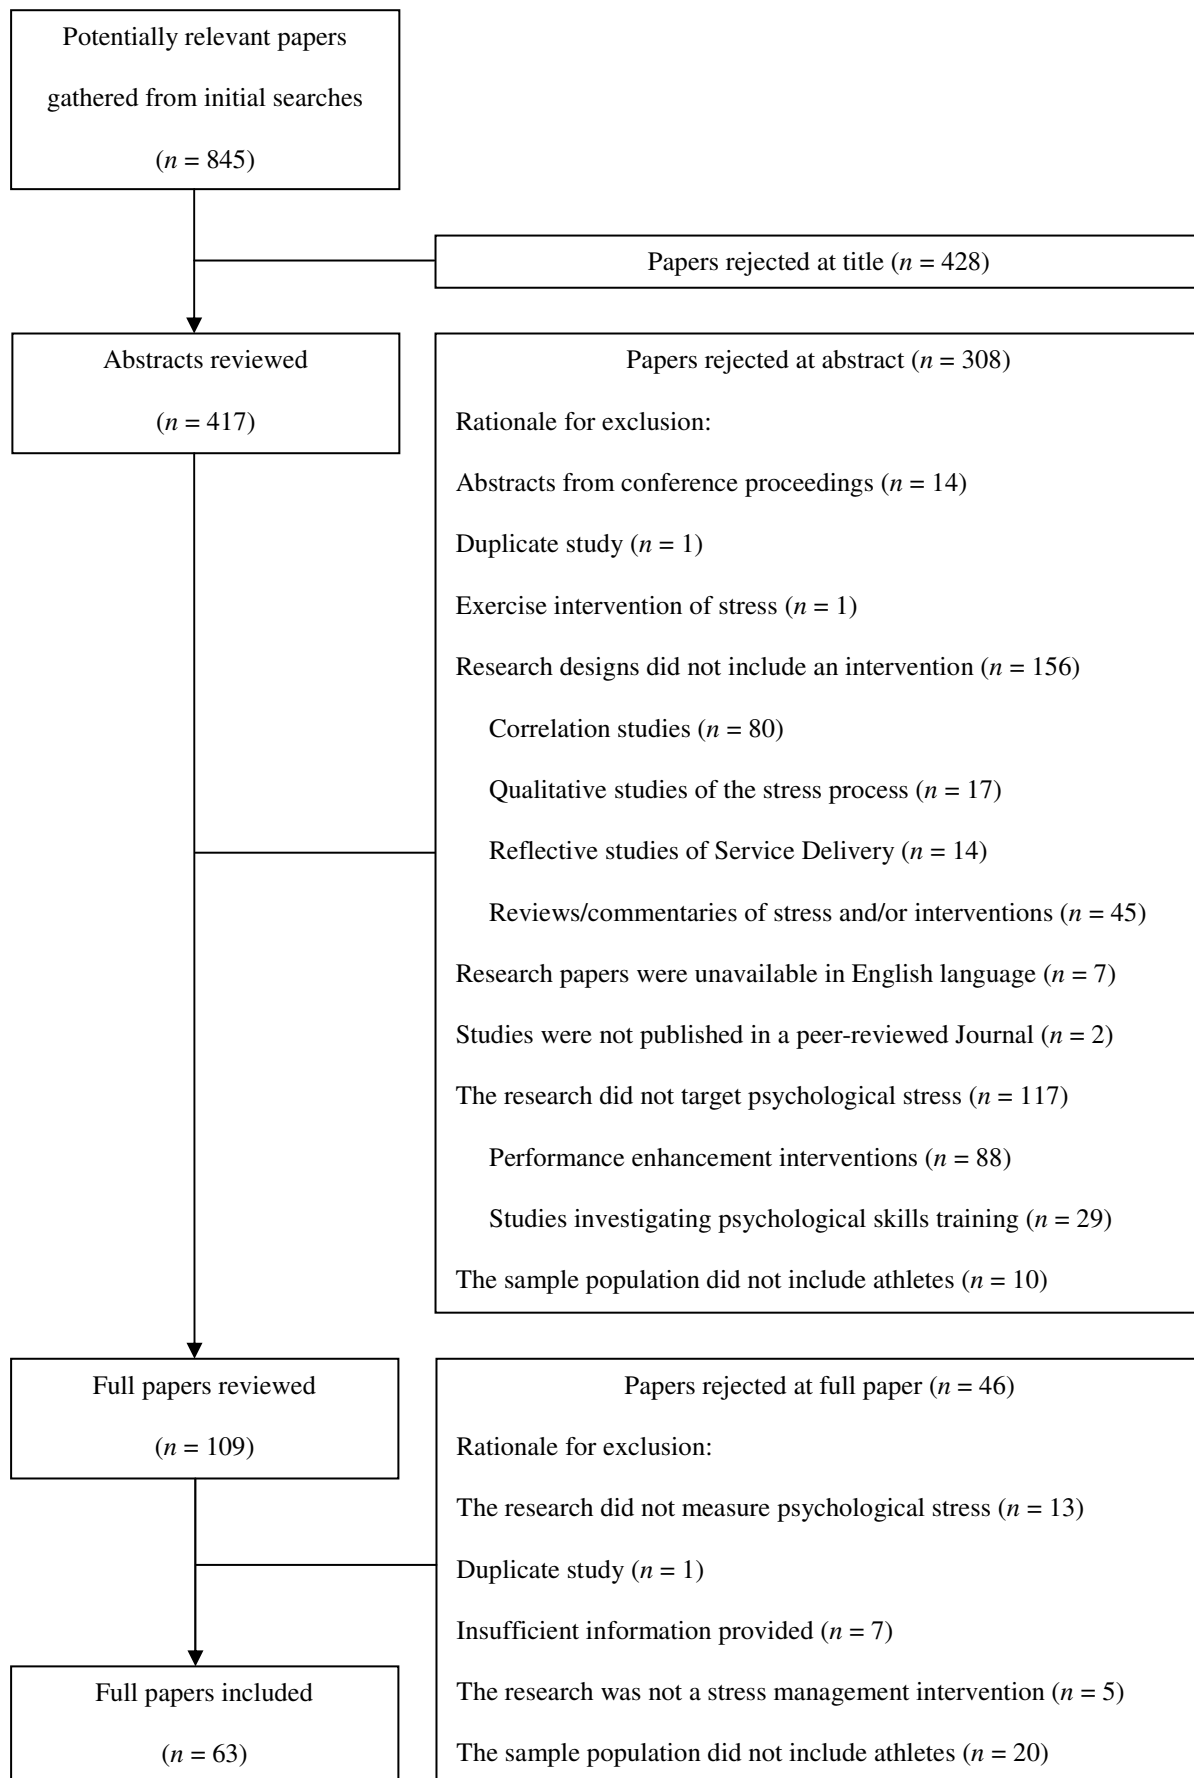 Potentially relevant papers
gathered from initial searches
(n = 845)
Papers rejected at title (n = 428)
Abstracts reviewed
(n = 417)
Papers rejected at abstract (n = 308)
Rationale for exclusion:
Abstracts from conference proceedings (n = 14)
Duplicate study (n = 1)
Exercise intervention of stress (n = 1)
Research designs did not include an intervention (n = 156)
Correlation studies (n = 80)
Qualitative studies of the stress process (n = 17)
Reflective studies of Service Delivery (n = 14)
Reviews/commentaries of stress and/or interventions (n = 45)
Research papers were unavailable in English language (n = 7)
Studies were not published in a peer-reviewed Journal (n = 2)
The research did not target psychological stress (n = 117)
Performance enhancement interventions (n = 88)
Studies investigating psychological skills training (n = 29)
The sample population did not include athletes (n = 10)
Full papers reviewed
(n = 109)
Papers rejected at full paper (n = 46)
Rationale for exclusion:
The research did not measure psychological stress (n = 13)
Duplicate study (n = 1)
Insufficient information provided (n = 7)
The research was not a stress management intervention (n = 5)
The sample population did not include athletes (n = 20)
Full papers included
(n = 63)